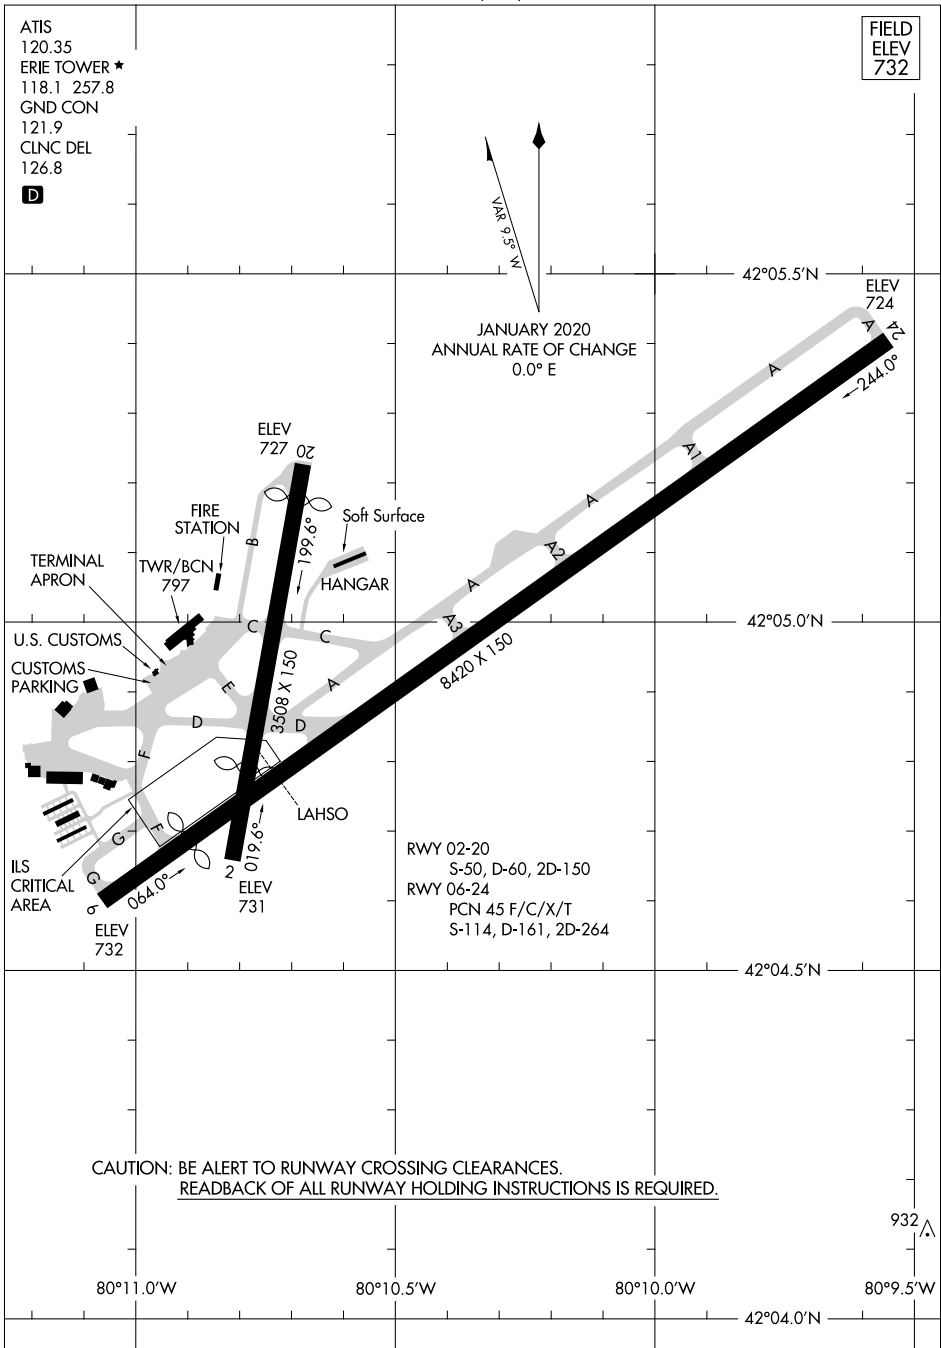 ATIS
120.35
ERIE TOWER ★
118.1 257.8
GND CON
121.9
CLNC DEL
126.8
D
FIELD
ELEV
732
VAR 9.5° W
JANUARY 2020
ANNUAL RATE OF CHANGE
0.0° E
42°05.5'N
ELEV
724
24
A
244.0°
A
A1
A
A2
A
A3
8420 X 150
ELEV
727
20
199.6°
B
FIRE
STATION
Soft Surface
HANGAR
TERMINAL
APRON
TWR/BCN
797
42°05.0'N
C
C
U.S. CUSTOMS
CUSTOMS
PARKING
E
A
3508 X 150
D
D
F
LAHSO
F
G
G
ILS
CRITICAL
AREA
064.0°
019.6°
2
ELEV
731
6
ELEV
732
RWY 02-20
S-50, D-60, 2D-150
RWY 06-24
PCN 45 F/C/X/T
S-114, D-161, 2D-264
42°04.5'N
CAUTION: BE ALERT TO RUNWAY CROSSING CLEARANCES.
READBACK OF ALL RUNWAY HOLDING INSTRUCTIONS IS REQUIRED.
932
80°11.0'W
80°10.5'W
80°10.0'W
80°9.5'W
42°04.0'N